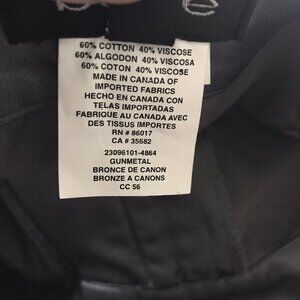 60% COTTON 40% VISCOSE
60% ALGODON 40% VISCOSA
60% COTON 40% VISCOSE
MADE IN CANADA OF
IMPORTED FABRICS
HECHO EN CANADA CON
TELAS IMPORTADAS
FABRIQUE AU CANADA AVEC
DES TISSUS IMPORTES
RN # 86017
CA # 35682
23096101-4864
GUNMETAL
BRONCE DE CANON
BRONZE A CANONS
CC 56